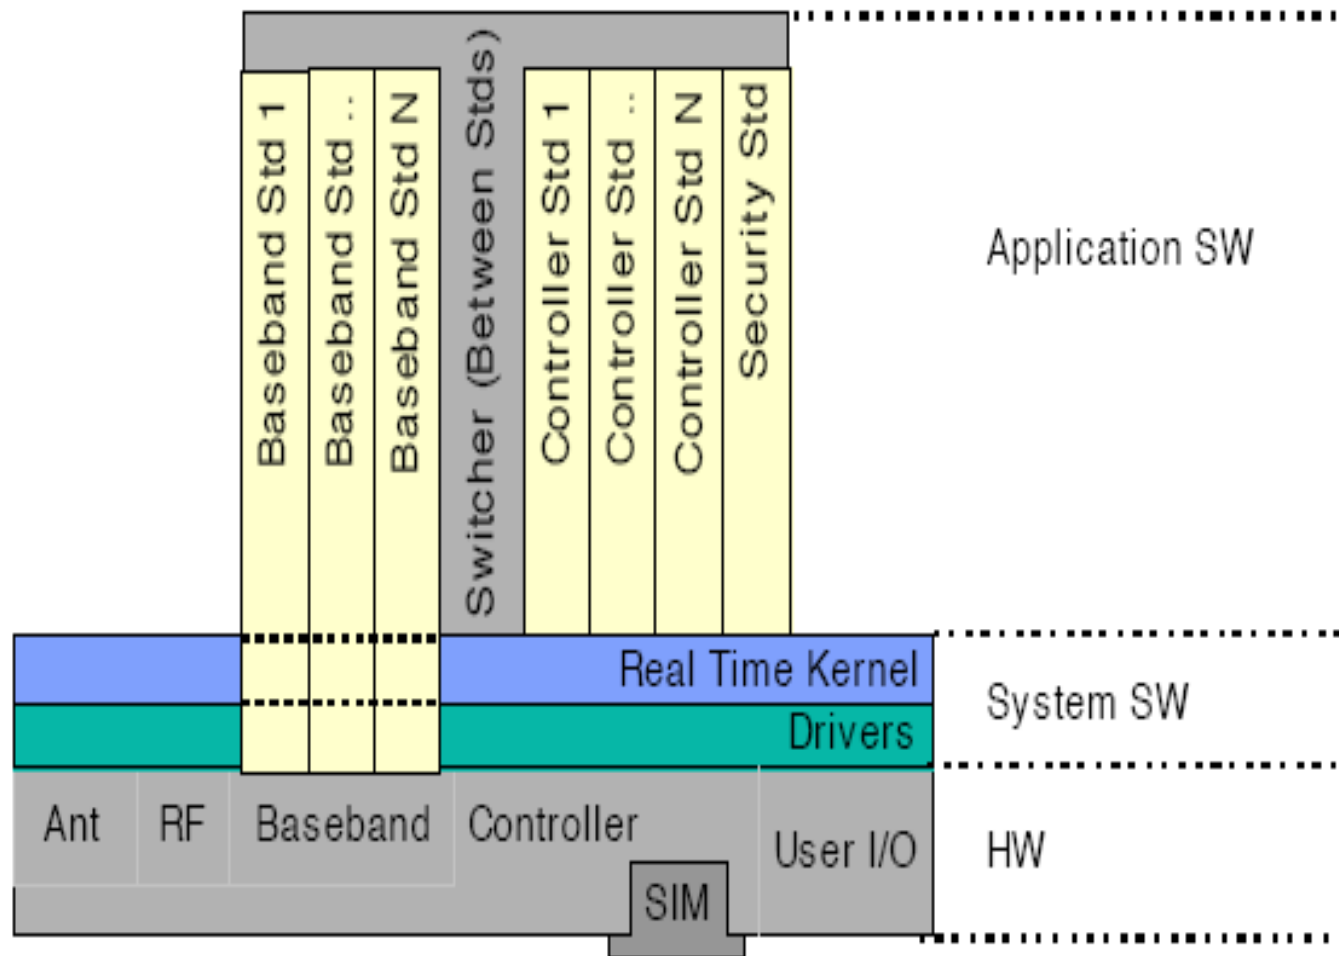 Baseband Std 1
Baseband Std ..
Baseband Std N
Switcher (Between Stds)
Controller Std 1
Controller Std ..
Controller Std N
Security Std
Application SW
Real Time Kernel
Drivers
System SW
Ant
RF
Baseband
Controller
User I/O
SIM
HW